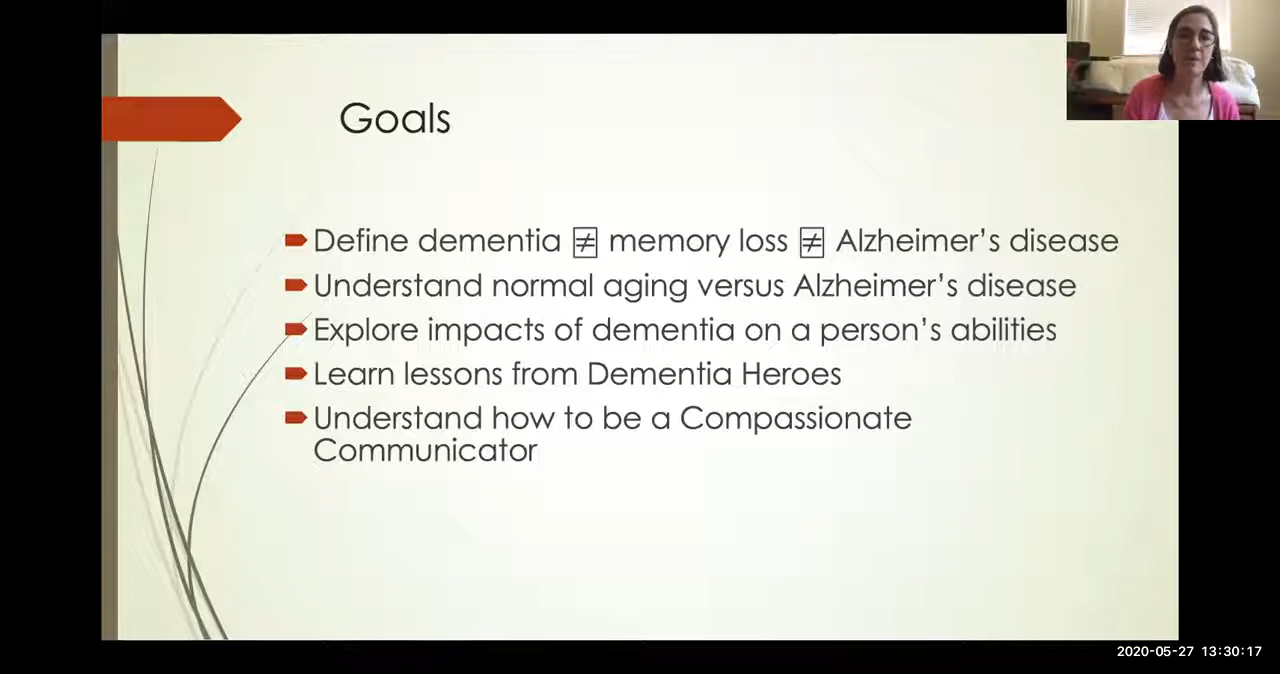 Goals
Define dementia ≠ memory loss ≠ Alzheimer’s disease
Understand normal aging versus Alzheimer’s disease
Explore impacts of dementia on a person’s abilities
Learn lessons from Dementia Heroes
Understand how to be a Compassionate
Communicator
2020-05-27 13:30:17